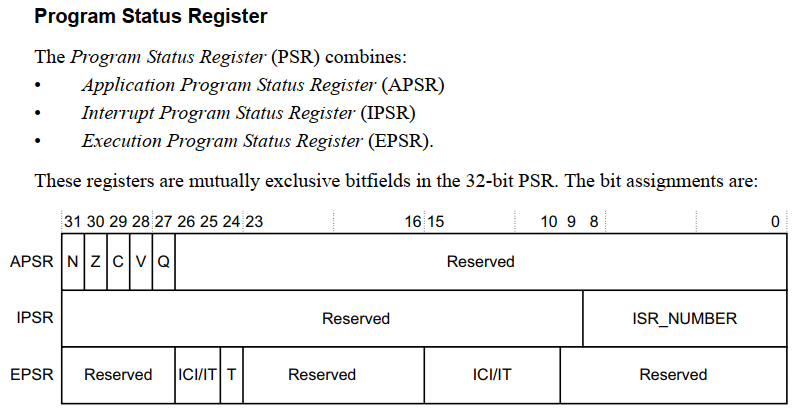 Program Status Register
The Program Status Register (PSR) combines:
• Application Program Status Register (APSR)
• Interrupt Program Status Register (IPSR)
• Execution Program Status Register (EPSR).
These registers are mutually exclusive bitfields in the 32-bit PSR. The bit assignments are:
31 30 29 28 27 26 25 24 23 16 15 10 9 8 0
APSR N Z C V Q Reserved
IPSR Reserved ISR_NUMBER
EPSR Reserved ICI/IT T Reserved ICI/IT Reserved